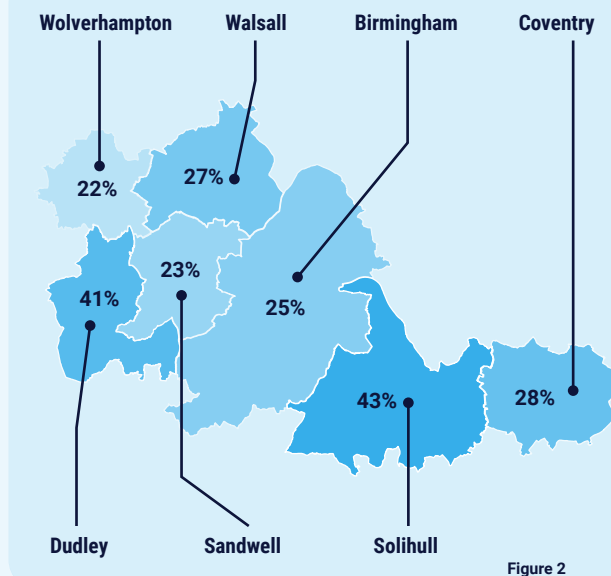 Wolverhampton Walsall Birmingham Coventry
27%
22%
23%
41%
25%
43%
28%
Dudley Sandwell Solihull
Figure 2